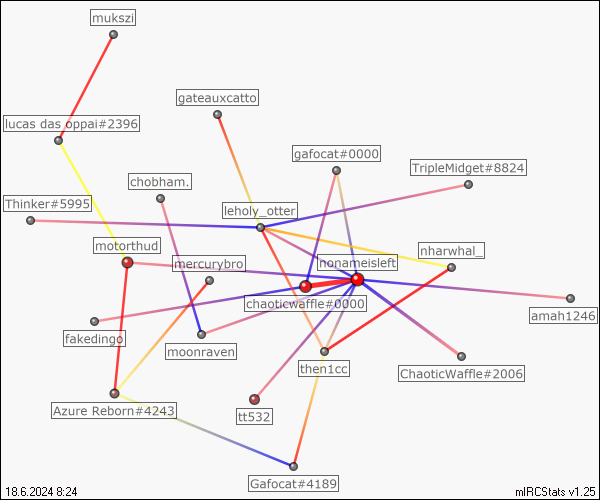 mukszi
gateauxcatto
lucas das oppai#2396
gafocat#0000
TripleMidget#8824
chobham.
Thinker#5995
leholy_otter
motorthud
nharwhal_
mercurybro
nonameisleft
chaoticwaffle#0000
amah1246
fakedingo
moonraven
then1cc
ChaoticWaffle#2006
Azure Reborn#4243
tt532
Gafocat#4189
18.6.2024 8:24
mIRCStats v1.25